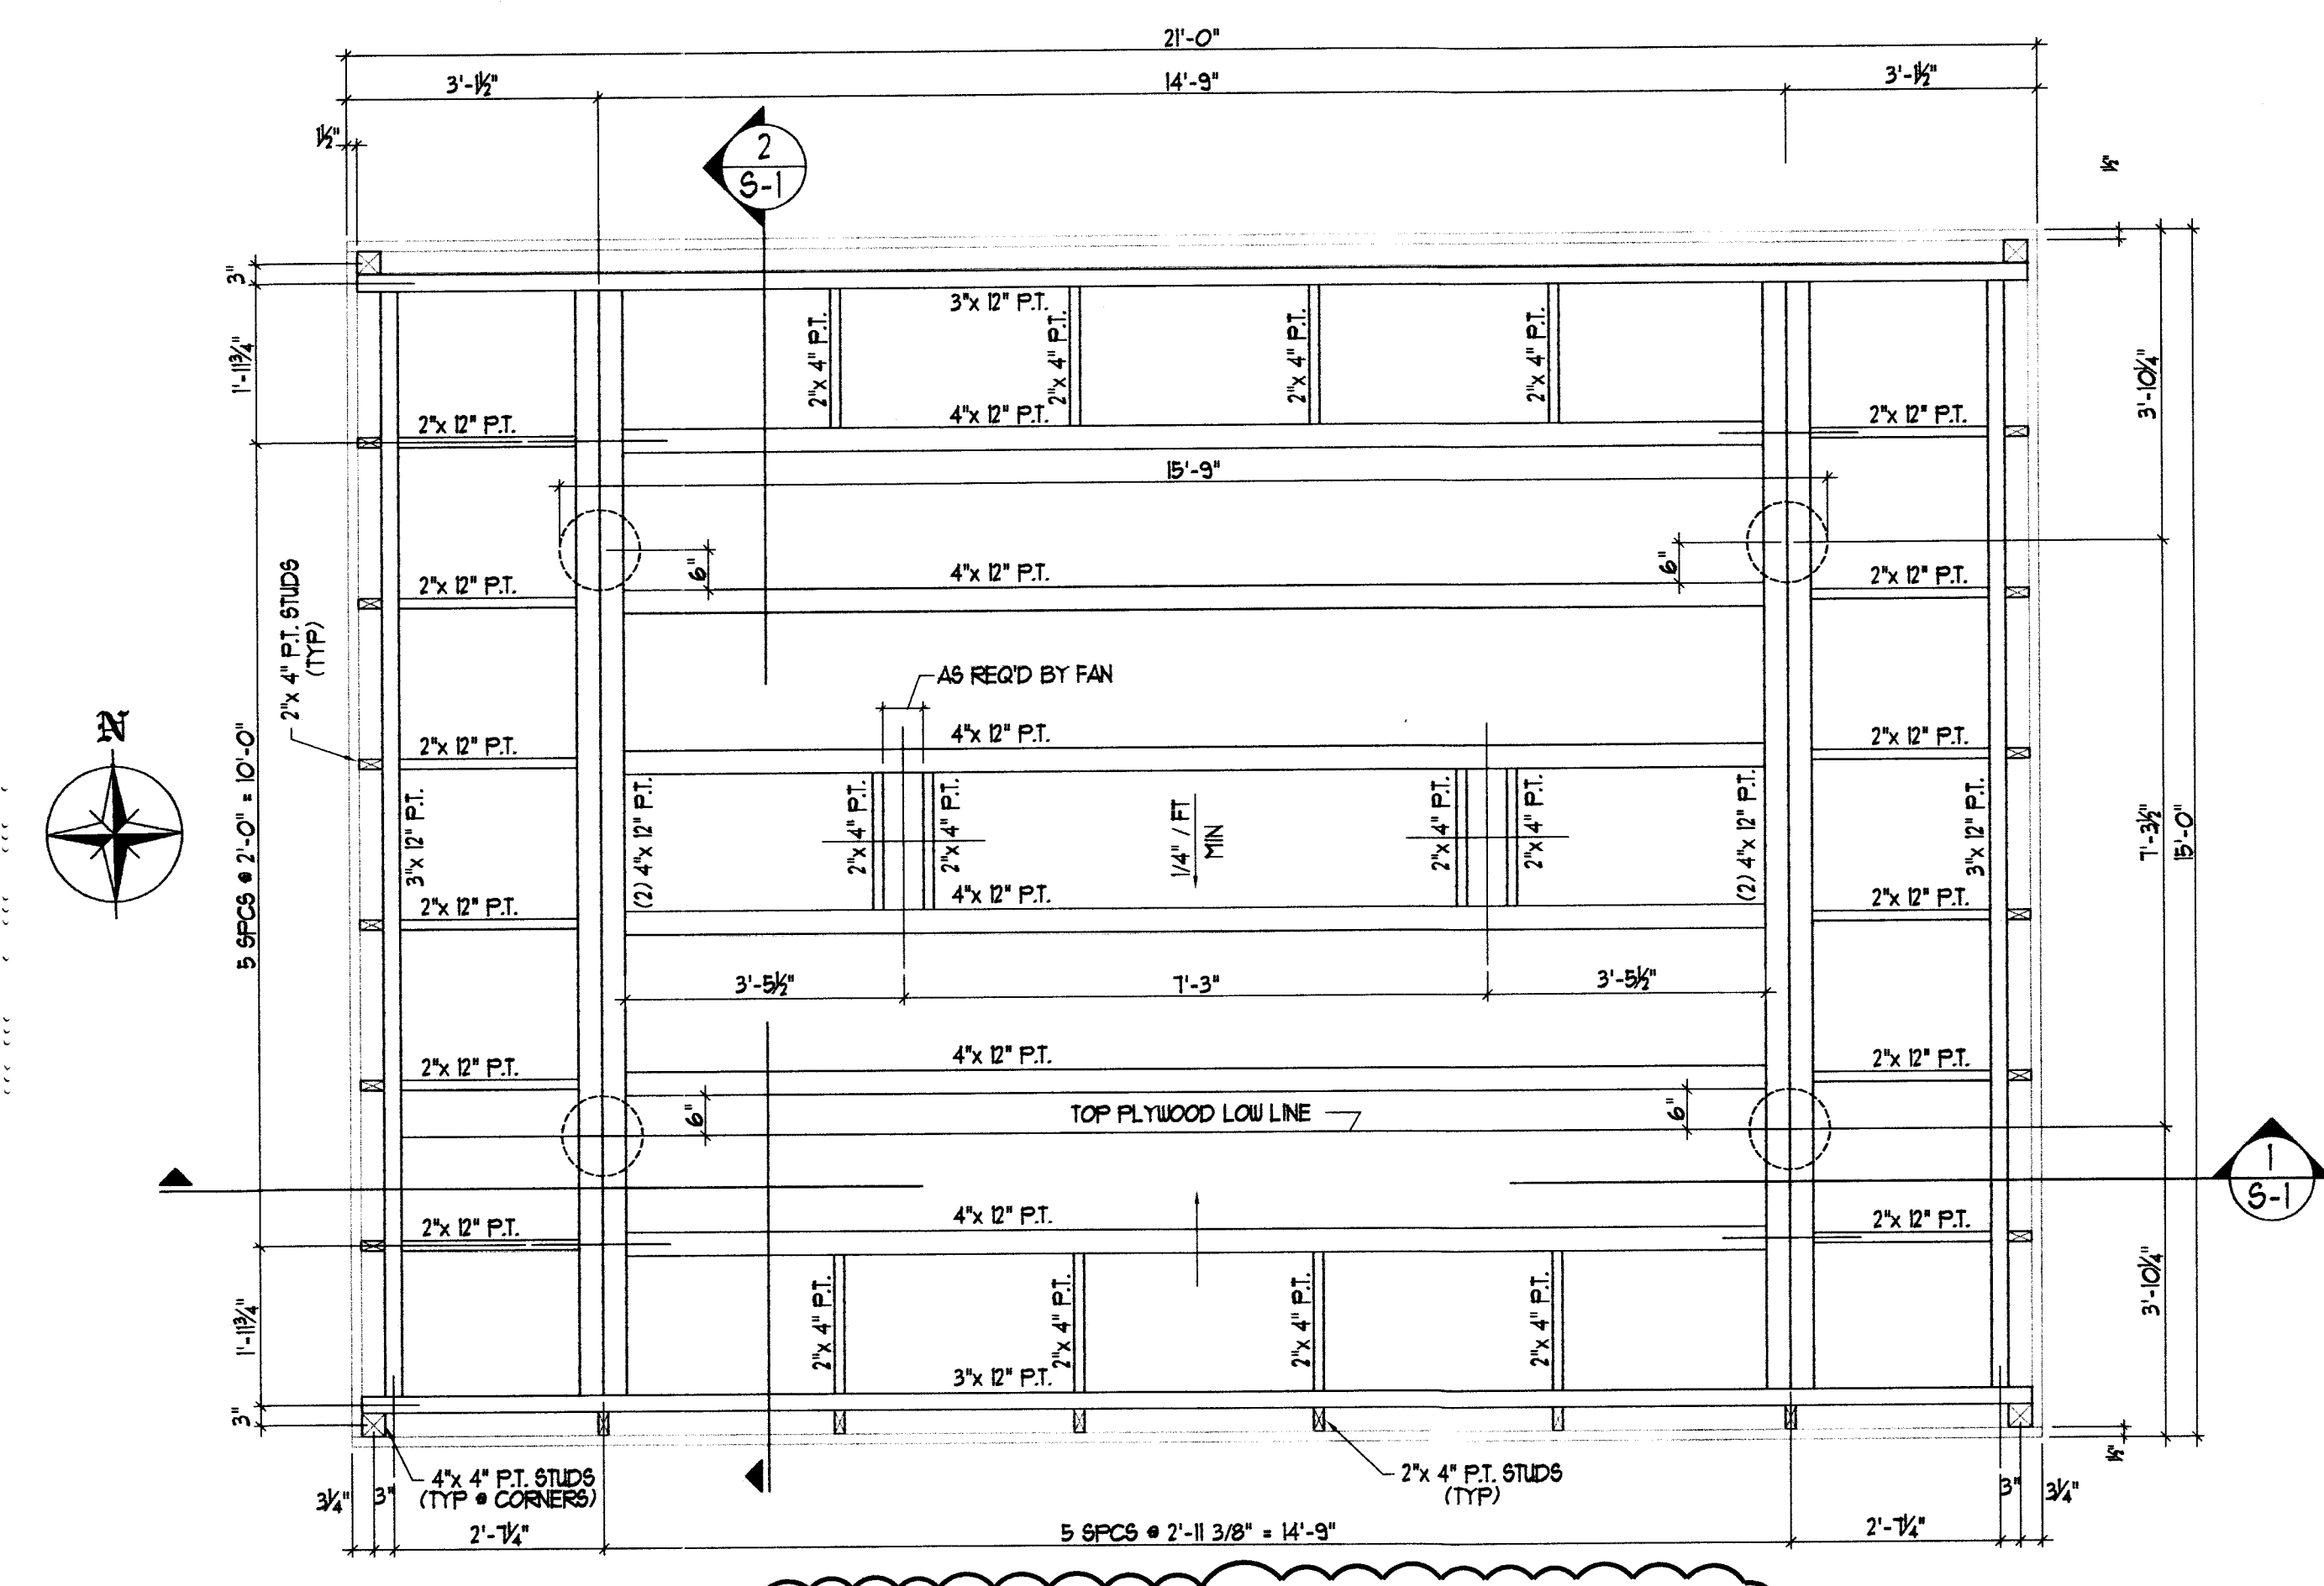 21'-0"
3'-1½"
14'-9"
3'-1½"
1½"
2
S-1
1½"
3"
3"x 12" P.T.
2"x 4" P.T.
2"x 4" P.T.
2"x 4" P.T.
2"x 4" P.T.
1'-11¾"
3'-10¼"
4"x 12" P.T.
2"x 12" P.T.
2"x 12" P.T.
15'-9"
6"
6"
4"x 12" P.T.
2"x 12" P.T.
2"x 12" P.T.
2"x 4" P.T. STUDS
(TYP)
AS REQ'D BY FAN
N
2"x 12" P.T.
4"x 12" P.T.
2"x 12" P.T.
5 SPCS @ 2'-0" = 10'-0"
3"x 12" P.T.
(2) 4"x 12" P.T.
2"x 4" P.T.
2"x 4" P.T.
1/4" / FT
MIN
2"x 4" P.T.
2"x 4" P.T.
(2) 4"x 12" P.T.
3"x 12" P.T.
7'-3½"
15'-0"
2"x 12" P.T.
4"x 12" P.T.
2"x 12" P.T.
3'-5½"
7'-3"
3'-5½"
2"x 12" P.T.
4"x 12" P.T.
2"x 12" P.T.
6"
TOP PLYWOOD LOW LINE
6"
1
S-1
2"x 12" P.T.
4"x 12" P.T.
2"x 12" P.T.
1'-11¾"
2"x 4" P.T.
2"x 4" P.T.
2"x 4" P.T.
2"x 4" P.T.
3'-10¼"
3"x 12" P.T.
3"
4"x 4" P.T. STUDS
(TYP @ CORNERS)
2"x 4" P.T. STUDS
(TYP)
1½"
3¼"
3"
3"
3¼"
2'-7¼"
5 SPCS @ 2'-11 3/8" = 14'-9"
2'-7¼"